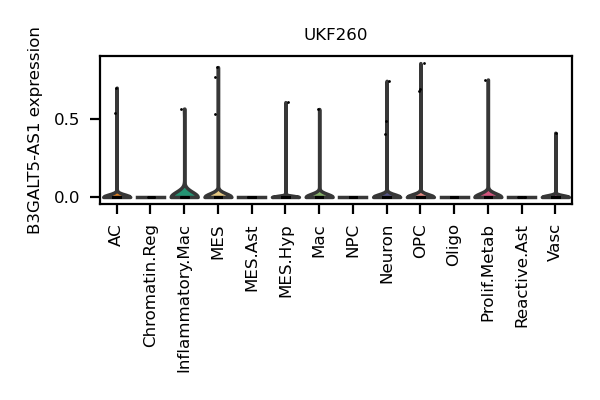 UKF260
B3GALT5-AS1 expression
0.5
0.0
AC
Chromatin.Reg
Inflammatory.Mac
MES
MES.Ast
MES.Hyp
Mac
NPC
Neuron
OPC
Oligo
Prolif.Metab
Reactive.Ast
Vasc